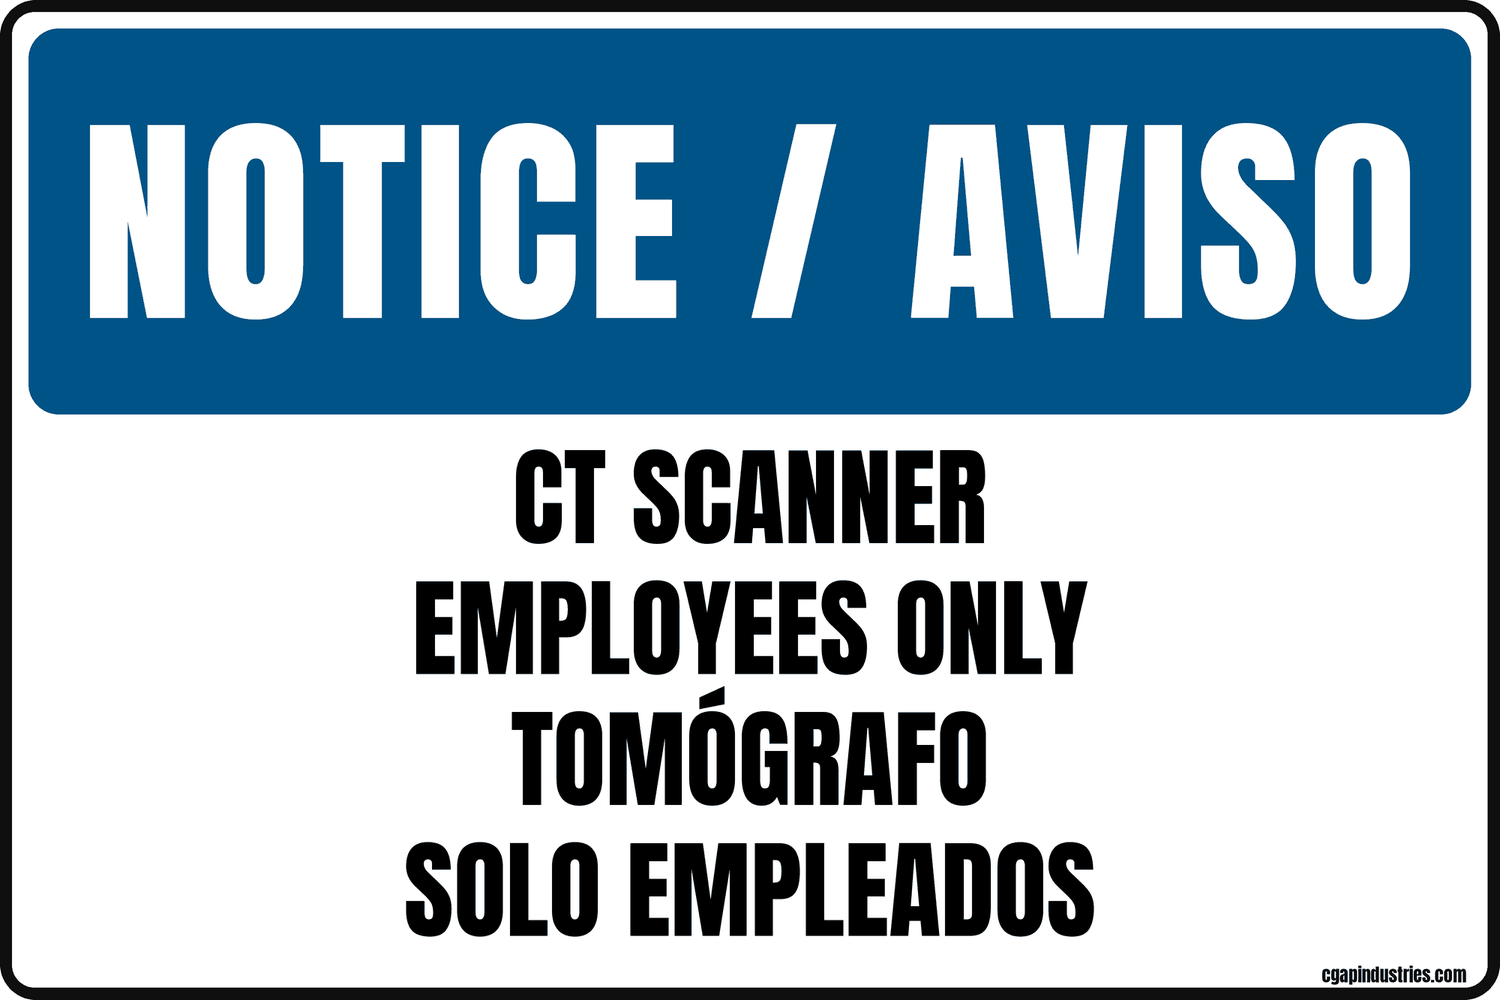 NOTICE / AVISO
CT SCANNER
EMPLOYEES ONLY
TOMÓGRAFO
SOLO EMPLEADOS
cgapindustries.com